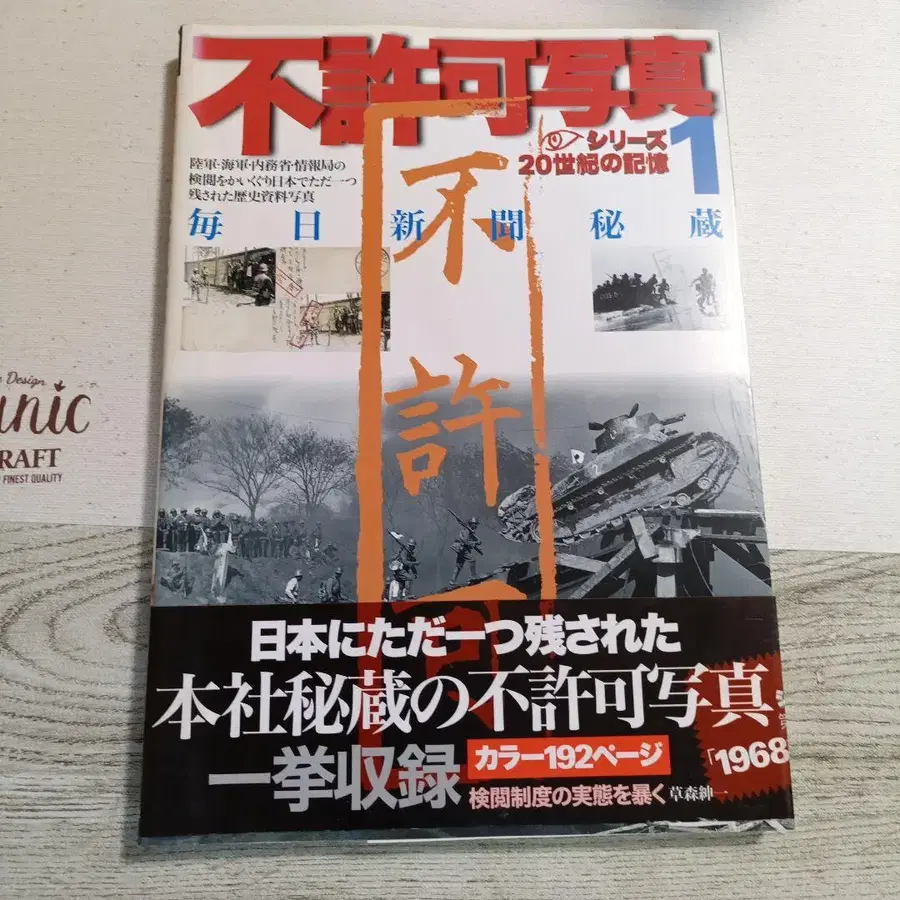 不許可写真
1
シリーズ
20世紀の記憶
陸軍・海軍・内務省・情報局の
検閲をかいくぐり日本でただ一つ
残された歴史資料写真
毎日新聞秘蔵
不許可
Design
nic
RAFT
FINEST QUALITY
日本にただ一つ残された
本社秘蔵の不許可写真
一挙収録
カラー192ページ
検閲制度の実態を暴く 草森紳一
第
「1968